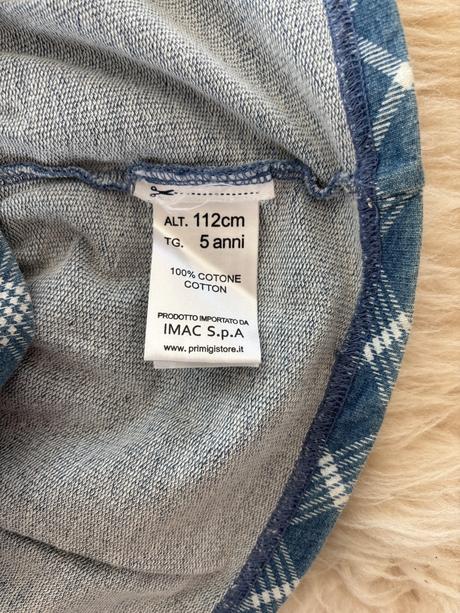 ALT. 112cm
TG. 5 anni
100% COTONE
COTTON
PRODOTTO IMPORTATO DA
IMAC S.p.A
www.primigistore.it